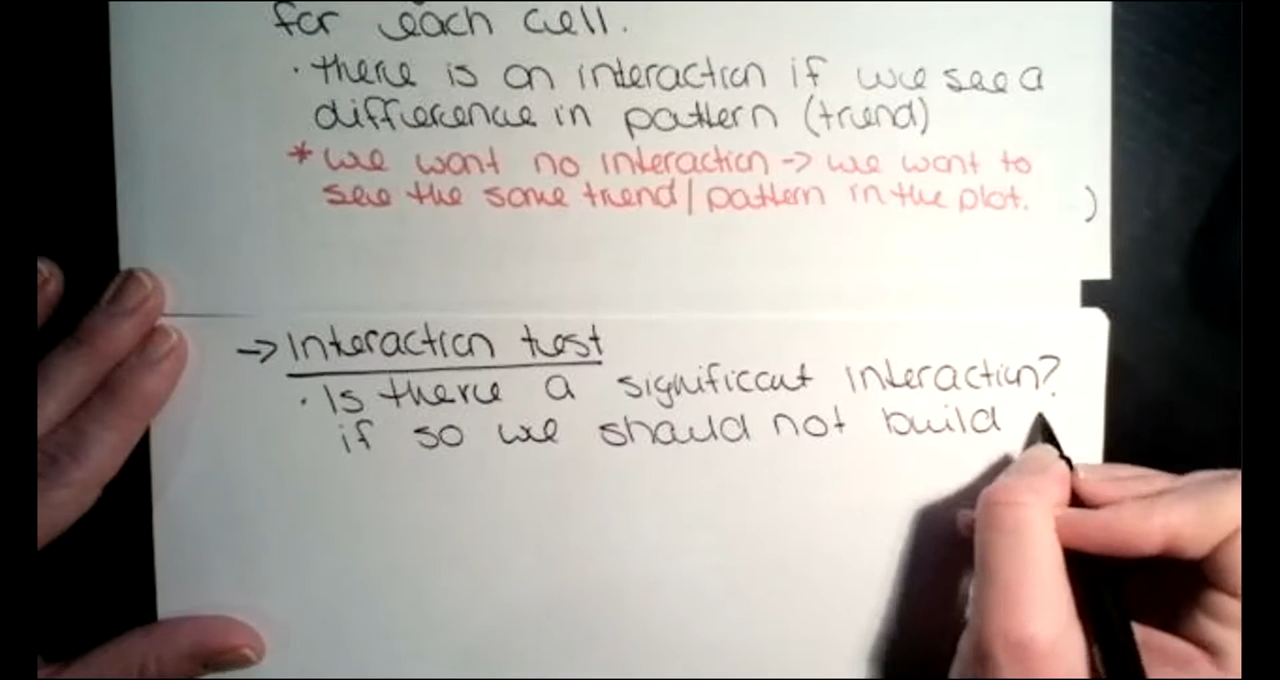 for each cell.
· there is an interaction if we see a
difference in pattern (trend)
* we want no interaction -> we want to
see the same trend/pattern in the plot. )
→ Interaction test
· Is there a significant interaction?
if so we should not build